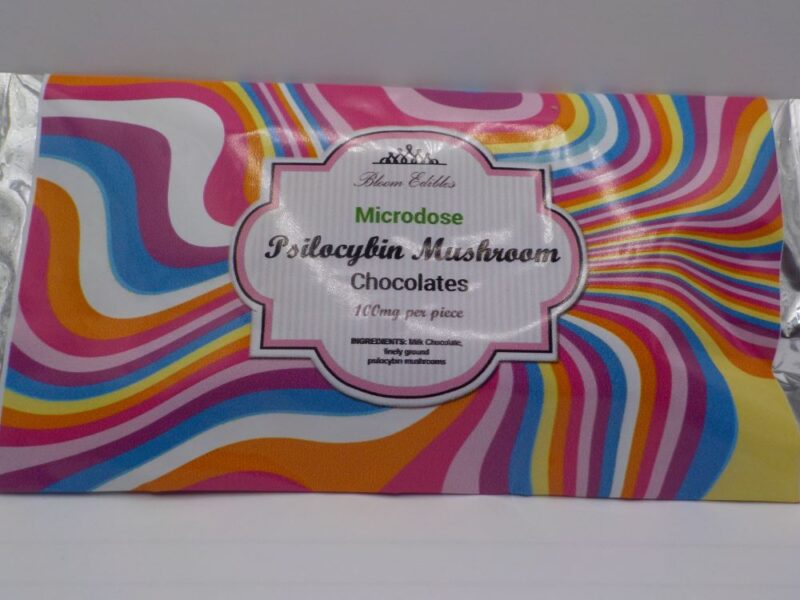 Bloom Edibles
Microdose
Psilocybin Mushroom
Chocolates
100mg per piece
INGREDIENTS: Milk Chocolate,
finely ground
psilocybin mushrooms